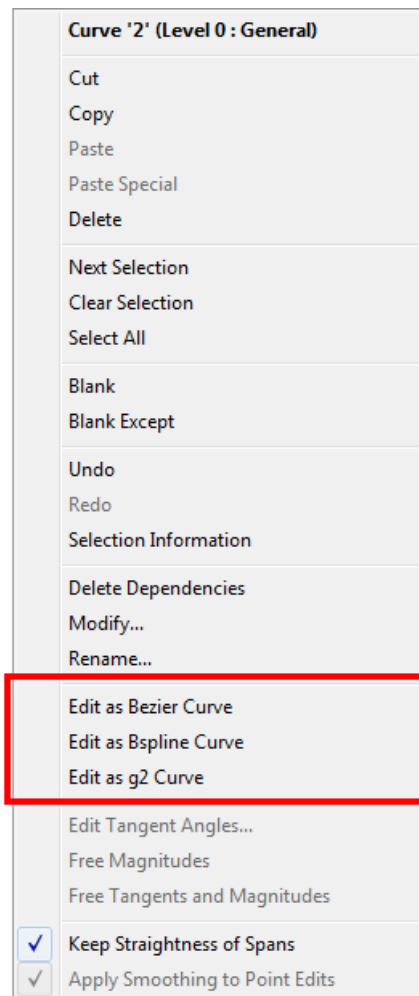 Curve '2' (Level 0 : General)
Cut
Copy
Paste
Paste Special
Delete
Next Selection
Clear Selection
Select All
Blank
Blank Except
Undo
Redo
Selection Information
Delete Dependencies
Modify...
Rename...
Edit as Bezier Curve
Edit as Bspline Curve
Edit as g2 Curve
Edit Tangent Angles...
Free Magnitudes
Free Tangents and Magnitudes
Keep Straightness of Spans
Apply Smoothing to Point Edits